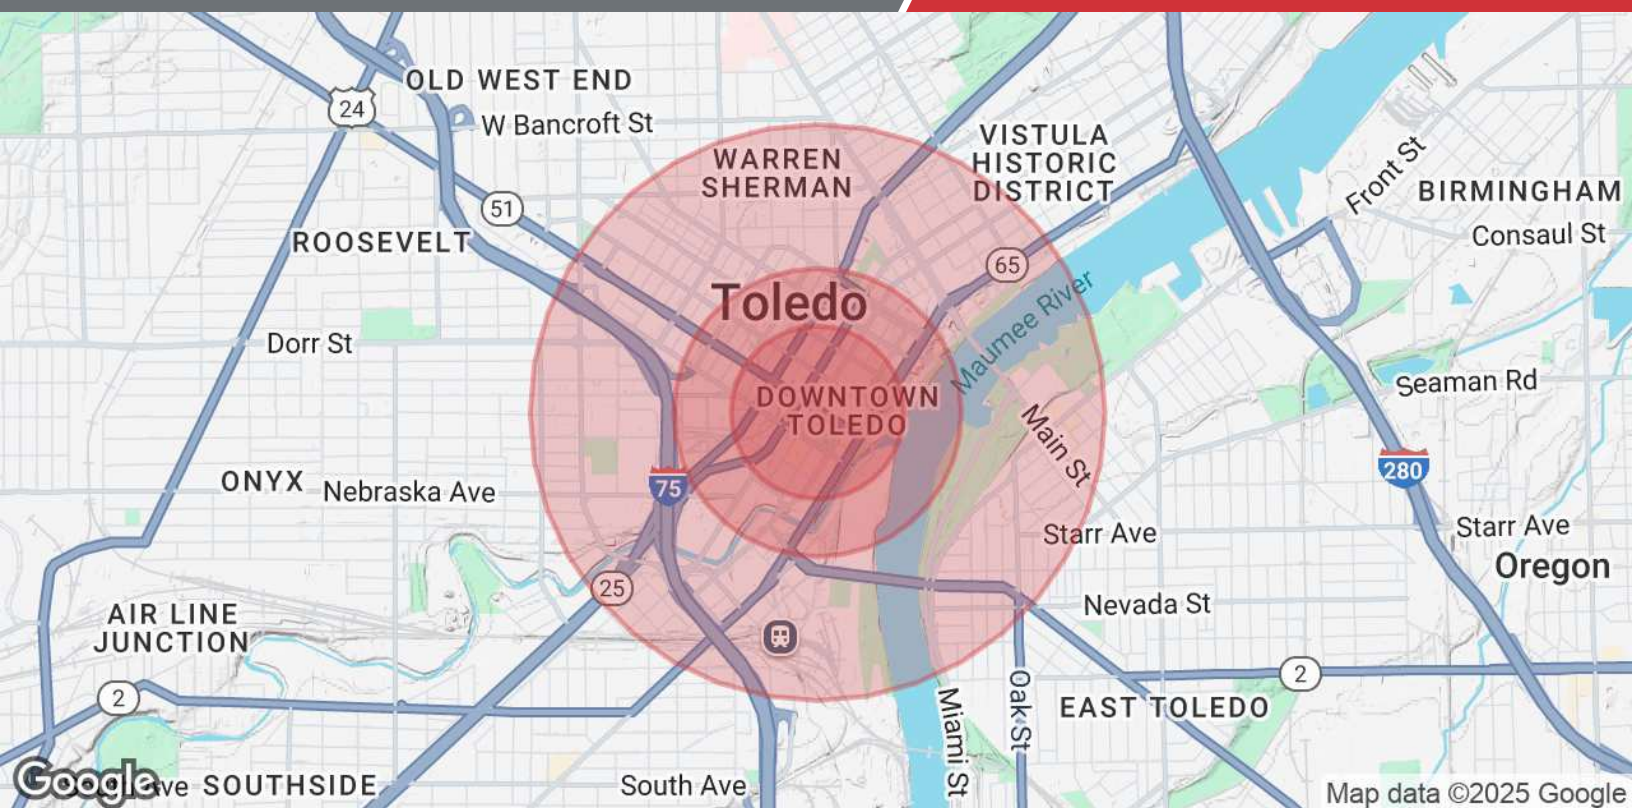 OLD WEST END
24
W Bancroft St
WARREN
SHERMAN
VISTULA
HISTORIC
DISTRICT
Front St
BIRMINGHAM
51
Consaul St
ROOSEVELT
65
Toledo
Maumee River
Dorr St
Seaman Rd
DOWNTOWN
TOLEDO
Main St
280
ONYX
Nebraska Ave
75
Starr Ave
Starr Ave
Oregon
25
Nevada St
AIR LINE
JUNCTION
2
2
Oak St
EAST TOLEDO
Miami St
Google
Ave
SOUTHSIDE
South Ave
Map data ©2025 Google